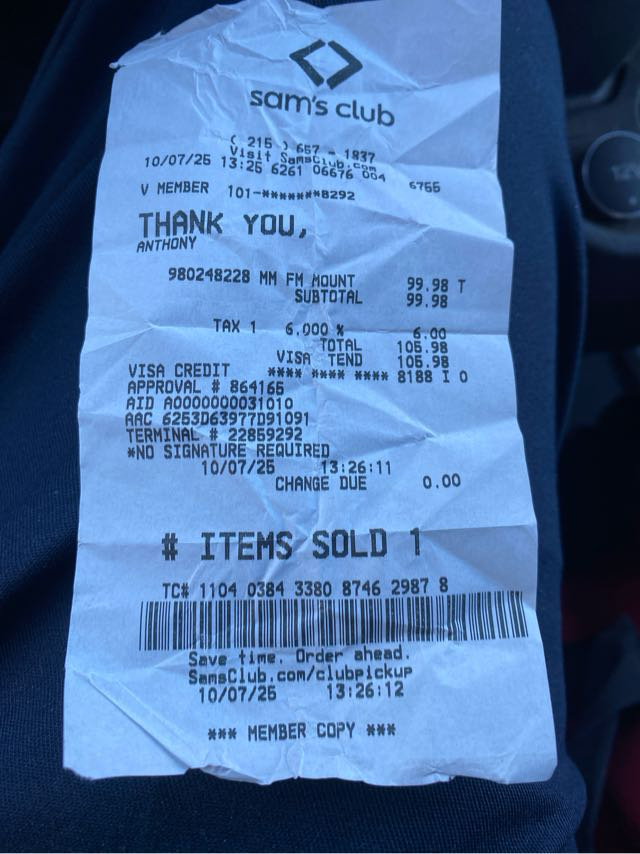 sam's club
( 215 ) 657 - 1837
Visit SamsClub.com
10/07/25 13:25 6261 06676 004 6755
V MEMBER 101-*******8292
THANK YOU,
ANTHONY
980248228 MM FM MOUNT 99.98 T
SUBTOTAL 99.98
TAX 1 6.000 % 6.00
TOTAL 105.98
VISA TEND 105.98
VISA CREDIT **** **** **** 8188 I 0
APPROVAL # 864165
AID A0000000031010
AAC 6253D63977D91091
TERMINAL # 22859292
*NO SIGNATURE REQUIRED
10/07/25 13:26:11
CHANGE DUE 0.00
# ITEMS SOLD 1
TC# 1104 0384 3380 8746 2987 8
Save time. Order ahead.
SamsClub.com/clubpickup
10/07/25 13:26:12
*** MEMBER COPY ***